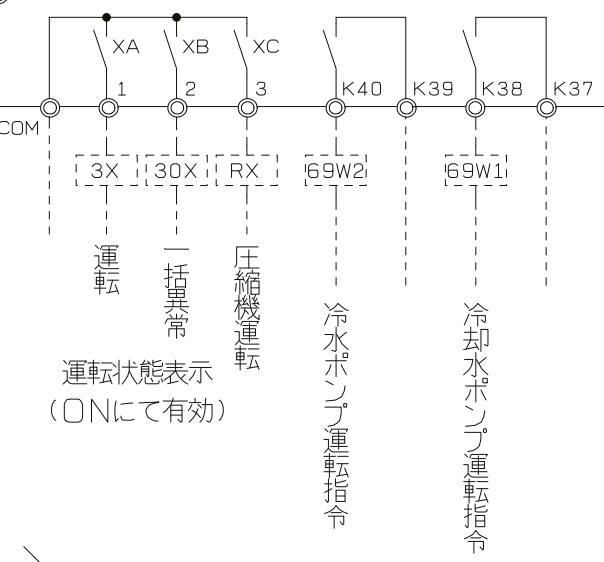 XA
XB
XC
COM
1
2
3
K40
K39
K38
K37
3X
30X
RX
69W2
69W1
運転
一括異常
圧縮機運転
冷水ポンプ運転指令
冷却水ポンプ運転指令
運転状態表示
(ONにて有効)